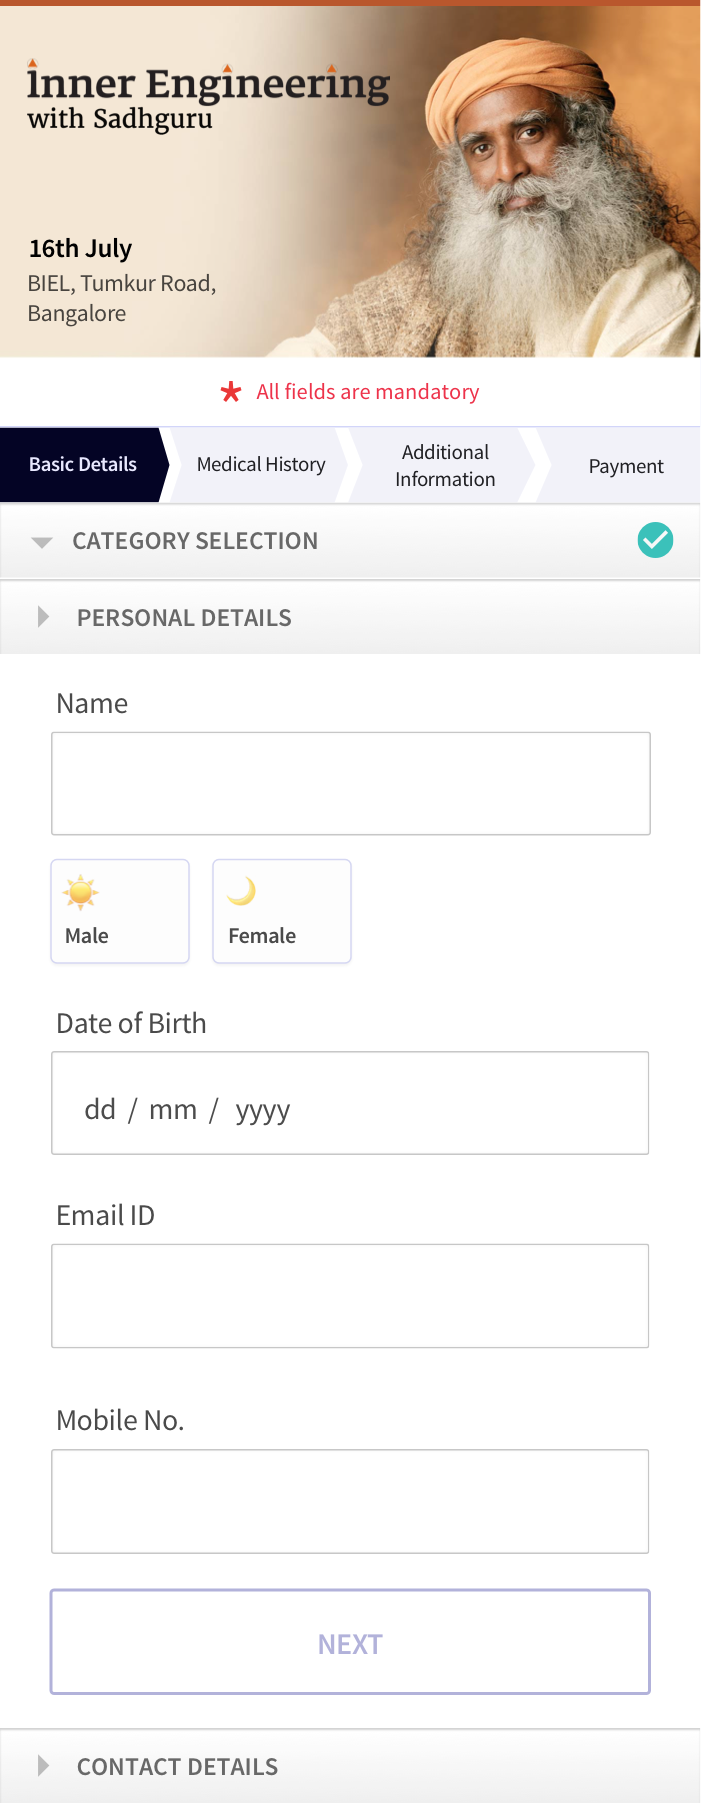 inner Engineering
with Sadhguru
16th July
BIEL, Tumkur Road,
Bangalore
* All fields are mandatory
Basic Details
Medical History
Additional
Information
Payment
CATEGORY SELECTION
PERSONAL DETAILS
Name
Male
Female
Date of Birth
dd / mm / yyyy
Email ID
Mobile No.
NEXT
CONTACT DETAILS